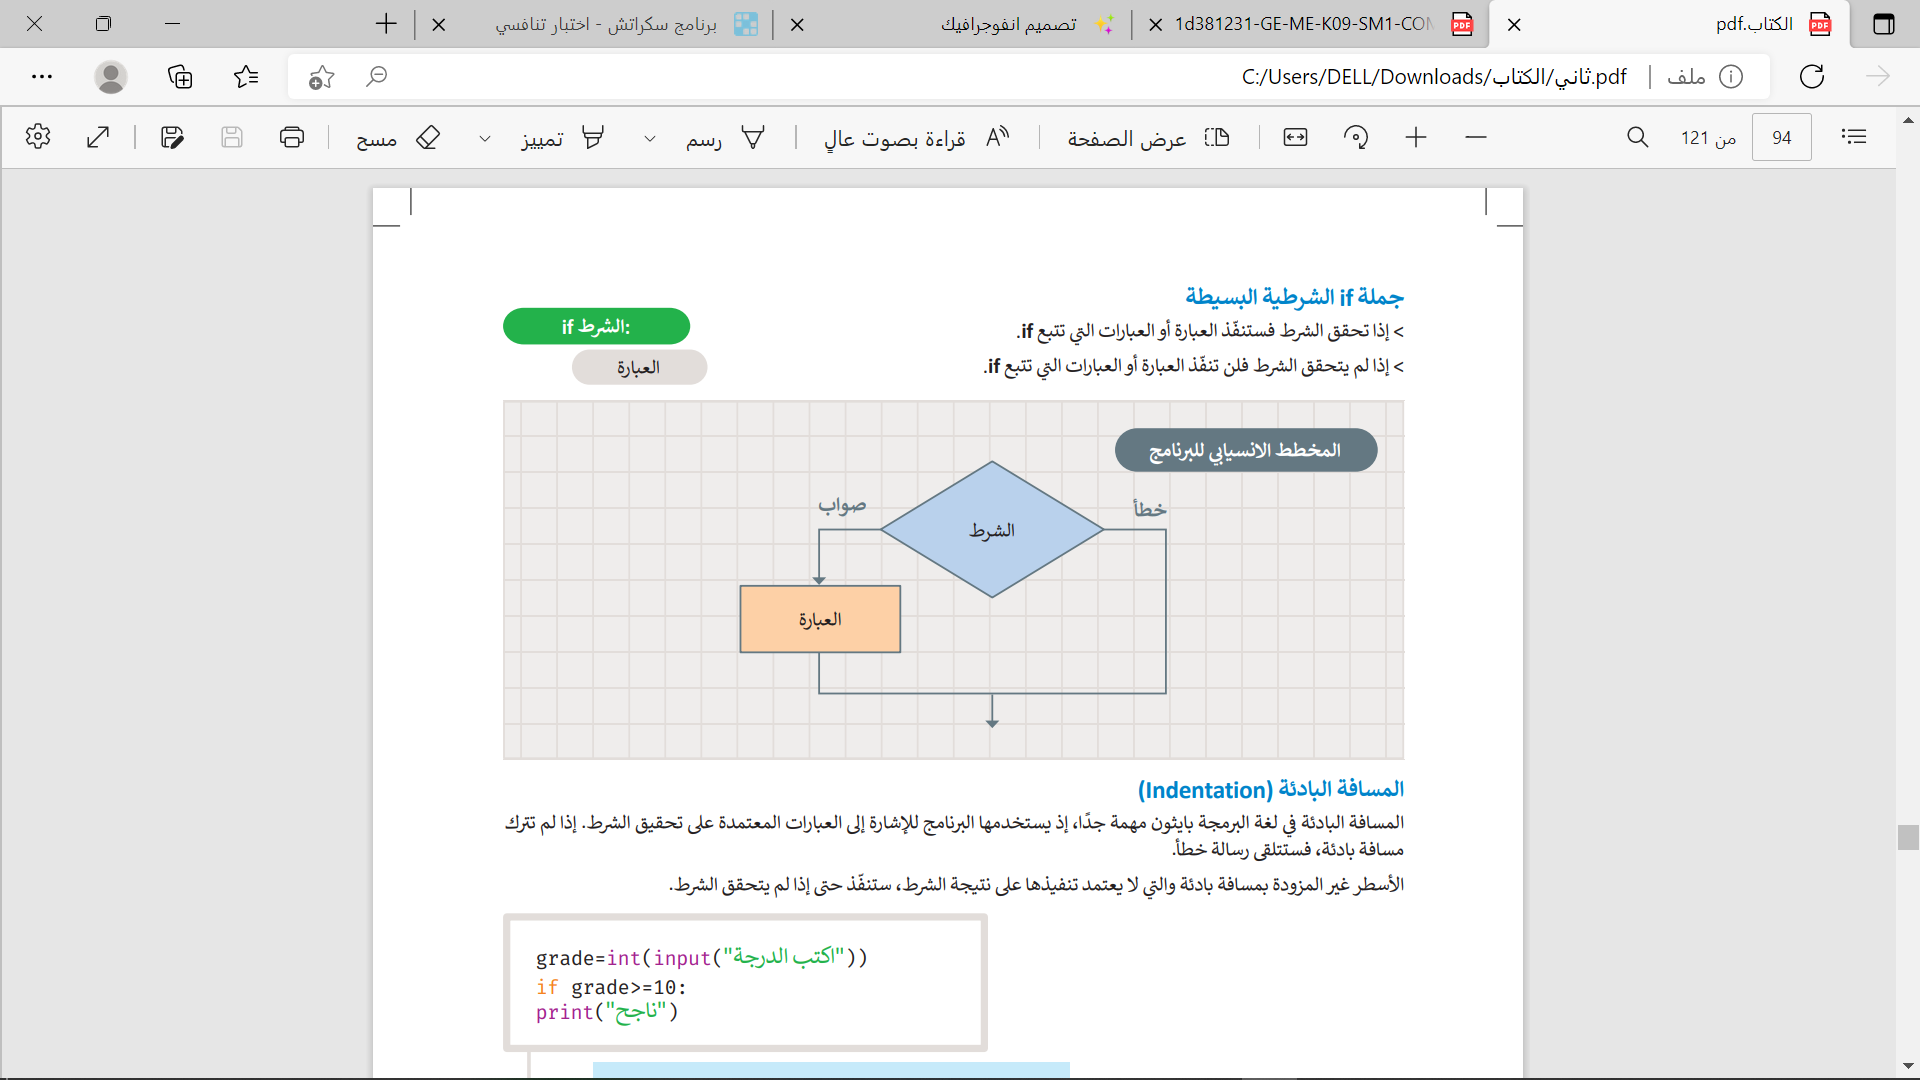 الكتاب.pdf
1d381231-GE-ME-K09-SM1-CON
تصميم انفوجرافيك
برنامج سكراتش - اختبار تنافسي
ملف
C:/Users/DELL/Downloads/ثاني/الكتاب.pdf
94
من 121
عرض الصفحة
قراءة بصوت عالٍ
رسم
تمييز
مسح
جملة if الشرطية البسيطة
> إذا تحقق الشرط فستنفّذ العبارة أو العبارات التي تتبع if.
> إذا لم يتحقق الشرط فلن تنفّذ العبارة أو العبارات التي تتبع if.
if الشرط:
العبارة
المخطط الانسيابي للبرنامج
خطأ
صواب
الشرط
العبارة
المسافة البادئة (Indentation)
المسافة البادئة في لغة البرمجة بايثون مهمة جدًا، إذ يستخدمها البرنامج للإشارة إلى العبارات المعتمدة على تحقيق الشرط. إذا لم تترك
مسافة بادئة، فستتلقى رسالة خطأ.
الأسطر غير المزودة بمسافة بادئة والتي لا يعتمد تنفيذها على نتيجة الشرط، ستنفّذ حتى إذا لم يتحقق الشرط.
grade=int(input("اكتب الدرجة"))
if grade>=10:
print("ناجح")